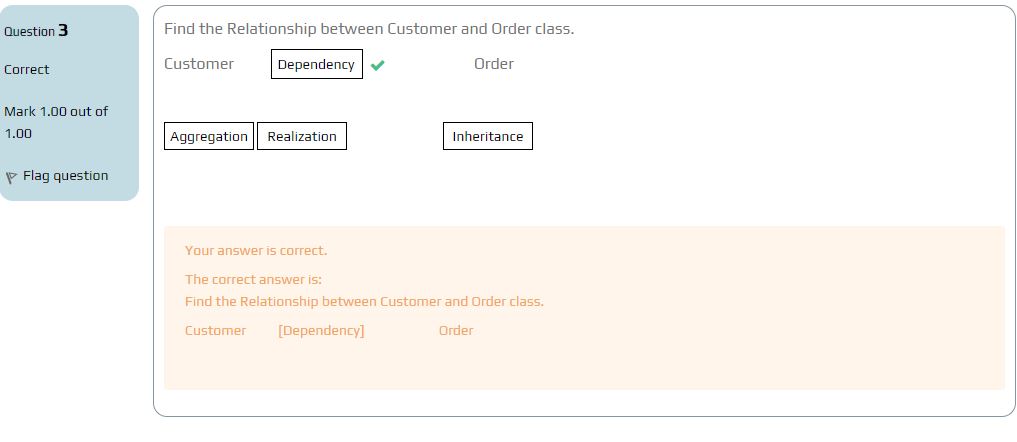 Question 3
Correct
Mark 1.00 out of
1.00
Flag question
Find the Relationship between Customer and Order class.
Customer Dependency Order
Aggregation Realization Inheritance
Your answer is correct.
The correct answer is:
Find the Relationship between Customer and Order class.
Customer [Dependency] Order